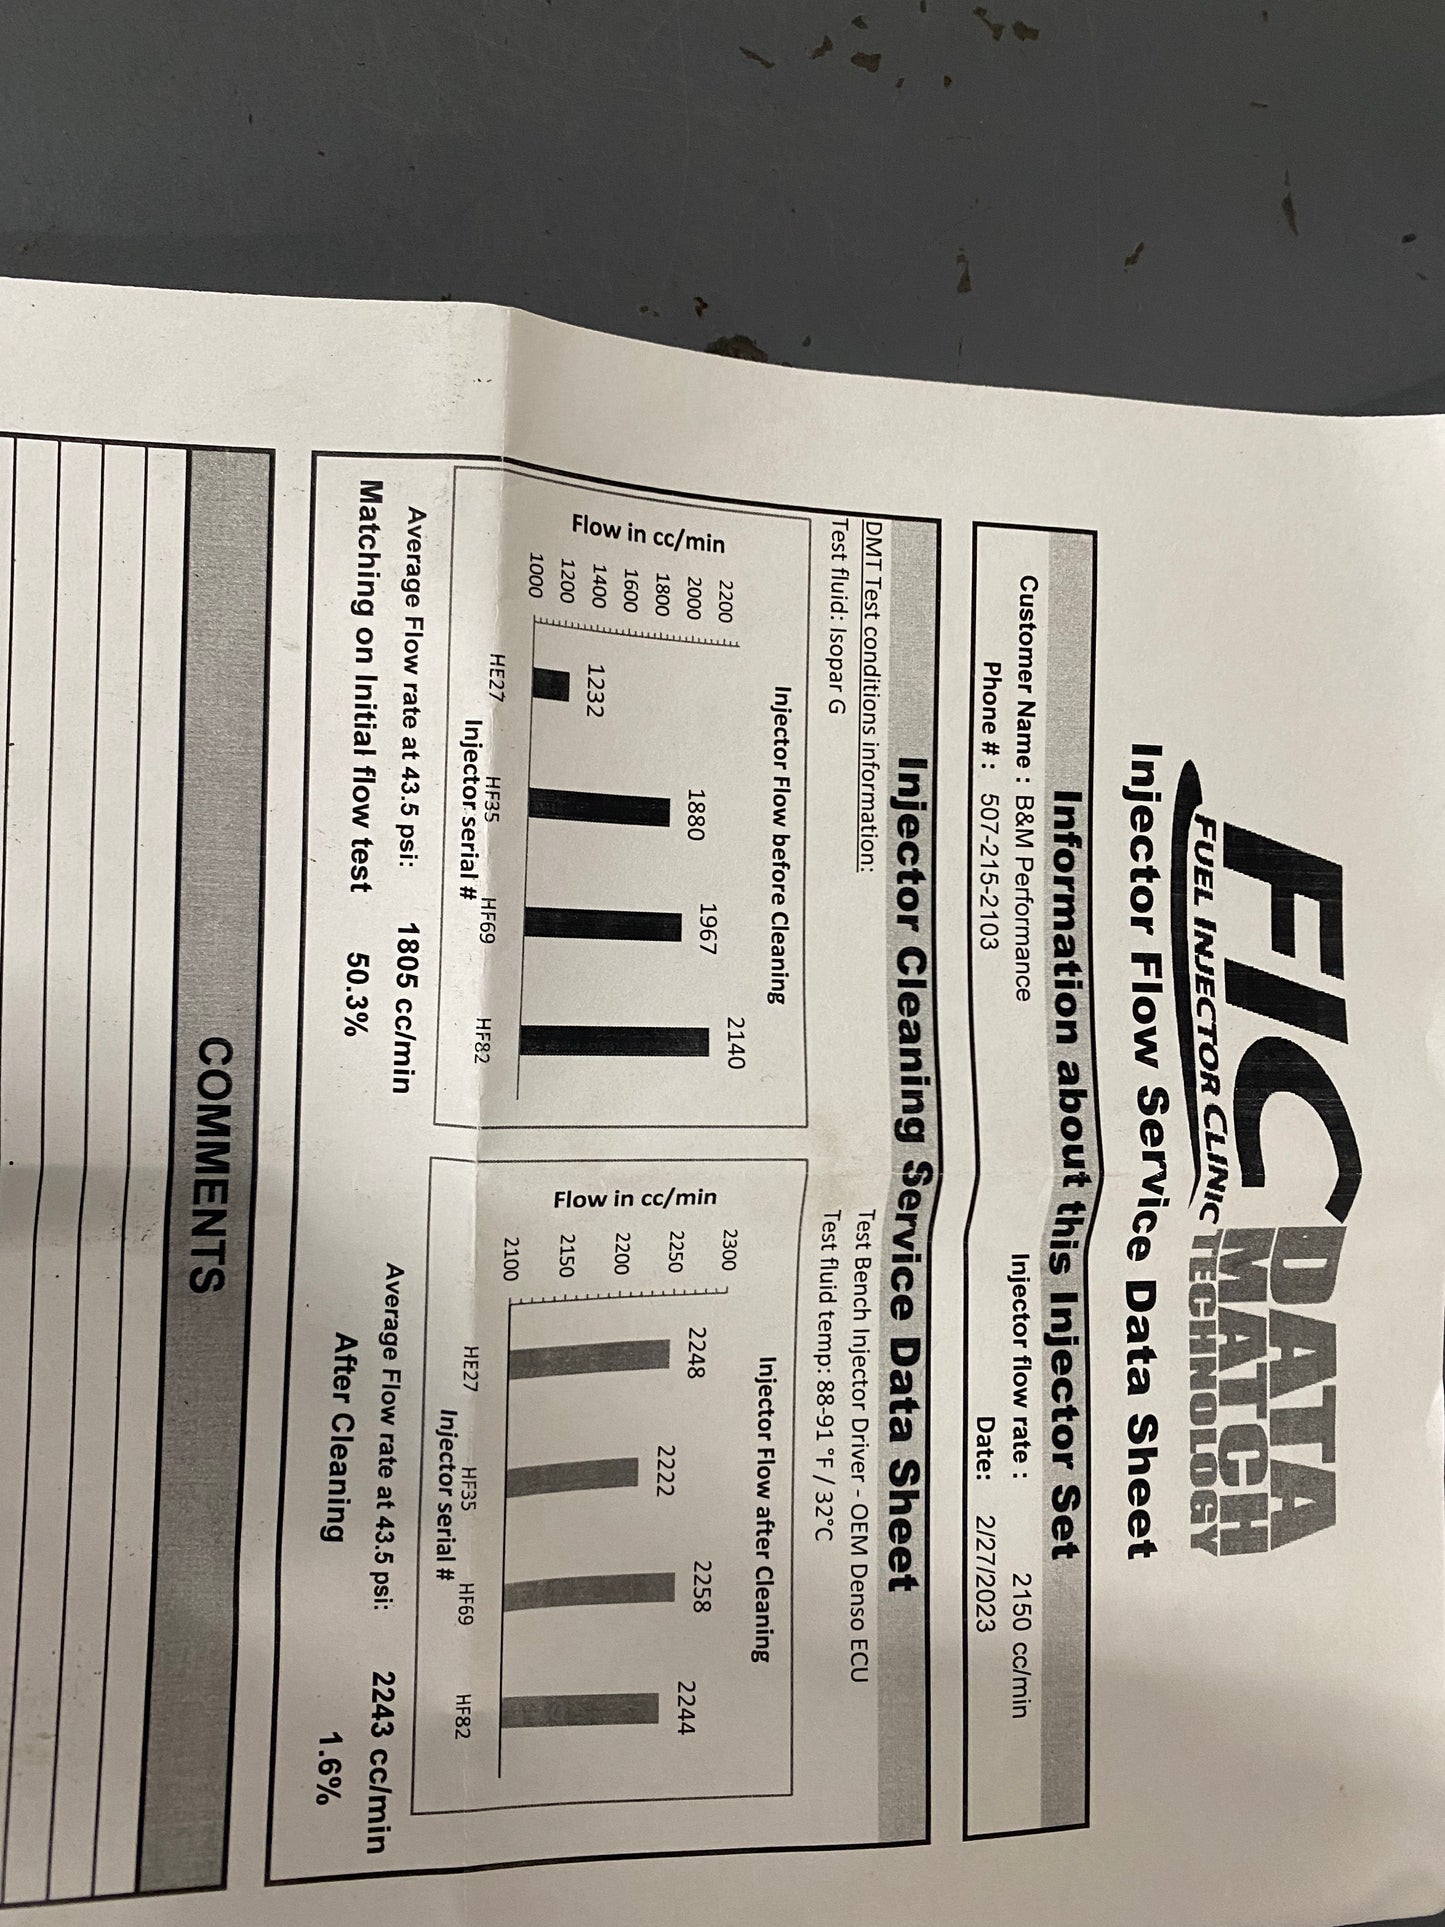 FIC DATA
MATCH
FUEL INJECTOR CLINIC TECHNOLOGY
Injector Flow Service Data Sheet
Information about this Injector Set
Customer Name : B&M Performance Injector flow rate : 2150 cc/min
Phone # : 507-215-2103 Date: 2/27/2023
Injector Cleaning Service Data Sheet
DMT Test conditions information: Test Bench Injector Driver - OEM Denso ECU
Test fluid: Isopar G Test fluid temp: 88-91 °F / 32°C
Injector Flow before Cleaning
Flow in cc/min
2200
2000
1800
1600
1400
1200
1000
1232 1880 1967 2140
HE27 HF35 HF69 HF82
Injector serial #
Injector Flow after Cleaning
Flow in cc/min
2300
2250
2200
2150
2100
2248 2222 2258 2244
HE27 HF35 HF69 HF82
Injector serial #
Average Flow rate at 43.5 psi: 1805 cc/min
Matching on Initial flow test 50.3%
Average Flow rate at 43.5 psi: 2243 cc/min
After Cleaning 1.6%
COMMENTS